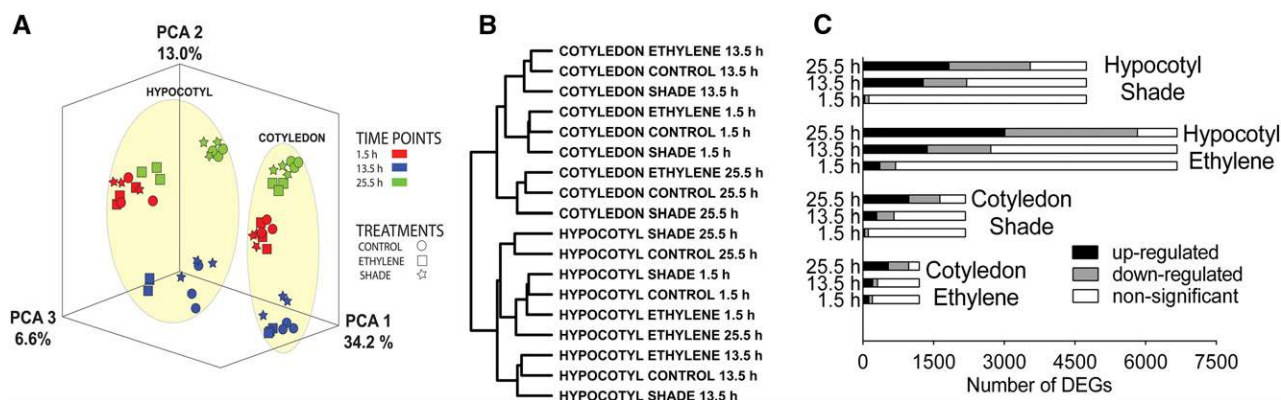 A
PCA 2
13.0%
HYPOCOTYL
COTYLEDON
PCA 3
6.6%
PCA 1
34.2 %
TIME POINTS
1.5 h
13.5 h
25.5 h
TREATMENTS
CONTROL
ETHYLENE
SHADE
B
COTYLEDON ETHYLENE 13.5 h
COTYLEDON CONTROL 13.5 h
COTYLEDON SHADE 13.5 h
COTYLEDON ETHYLENE 1.5 h
COTYLEDON CONTROL 1.5 h
COTYLEDON SHADE 1.5 h
COTYLEDON ETHYLENE 25.5 h
COTYLEDON CONTROL 25.5 h
COTYLEDON SHADE 25.5 h
HYPOCOTYL SHADE 25.5 h
HYPOCOTYL CONTROL 25.5 h
HYPOCOTYL SHADE 1.5 h
HYPOCOTYL CONTROL 1.5 h
HYPOCOTYL ETHYLENE 1.5 h
HYPOCOTYL ETHYLENE 25.5 h
HYPOCOTYL ETHYLENE 13.5 h
HYPOCOTYL CONTROL 13.5 h
HYPOCOTYL SHADE 13.5 h
C
25.5 h
13.5 h
1.5 h
Hypocotyl
Shade
25.5 h
13.5 h
1.5 h
Hypocotyl
Ethylene
25.5 h
13.5 h
1.5 h
Cotyledon
Shade
25.5 h
13.5 h
1.5 h
Cotyledon
Ethylene
up-regulated
down-regulated
non-significant
0 1500 3000 4500 6000 7500
Number of DEGs